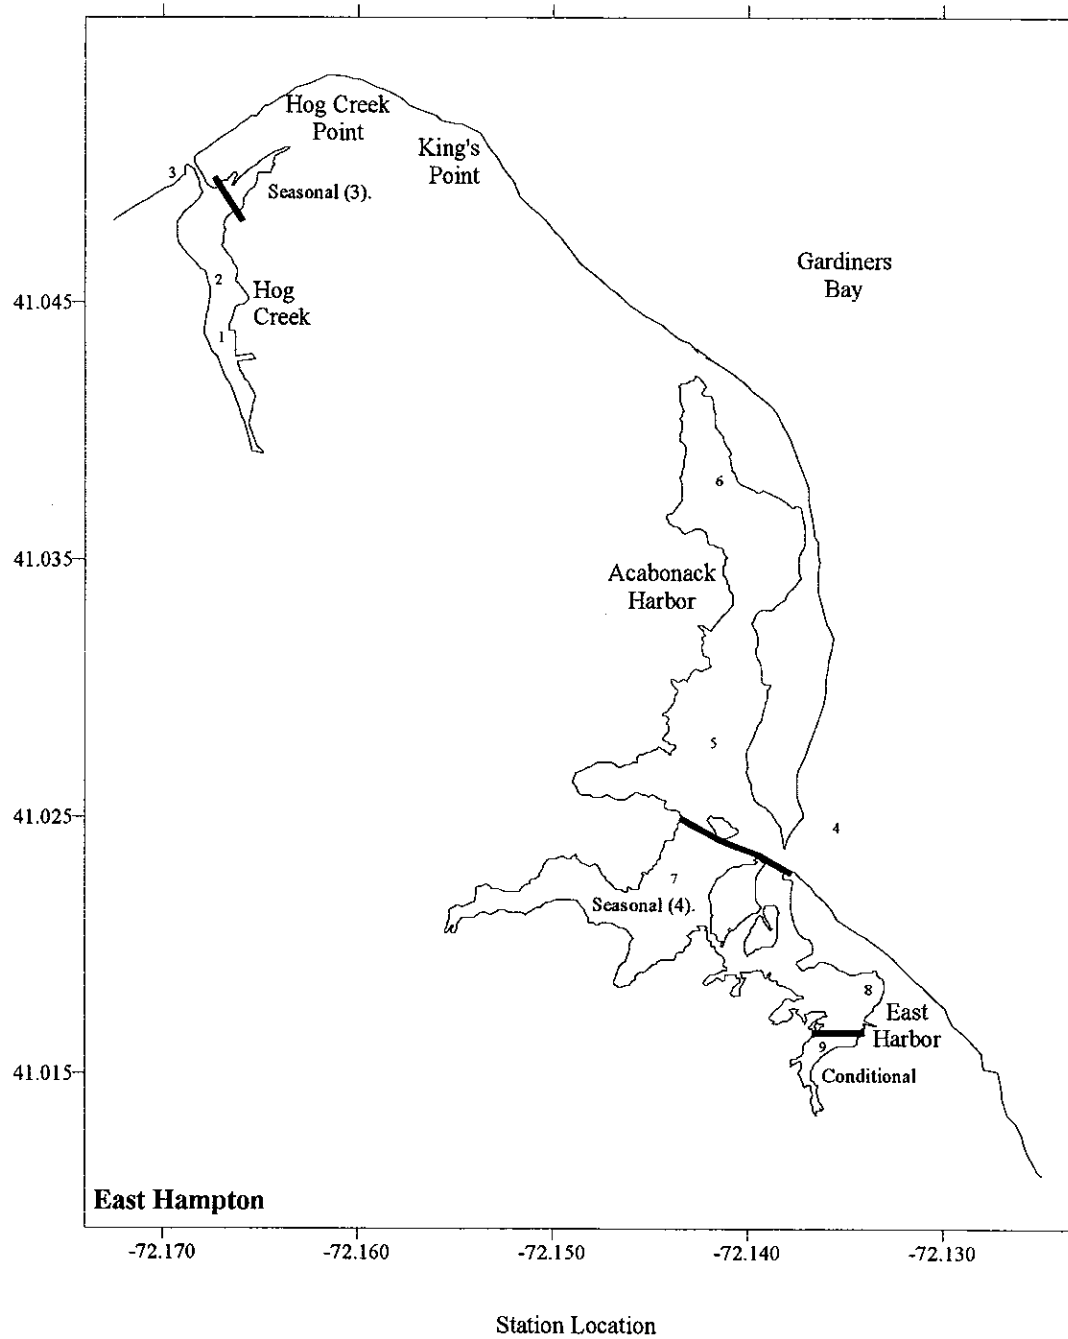 Hog Creek
Point
King's
Point
3
Seasonal (3).
Gardiners
Bay
2
Hog
Creek
41.045
1
6
41.035
Acabonack
Harbor
5
41.025
4
7
Seasonal (4).
8
East
Harbor
9
41.015
Conditional
East Hampton
-72.170
-72.160
-72.150
-72.140
-72.130
Station Location